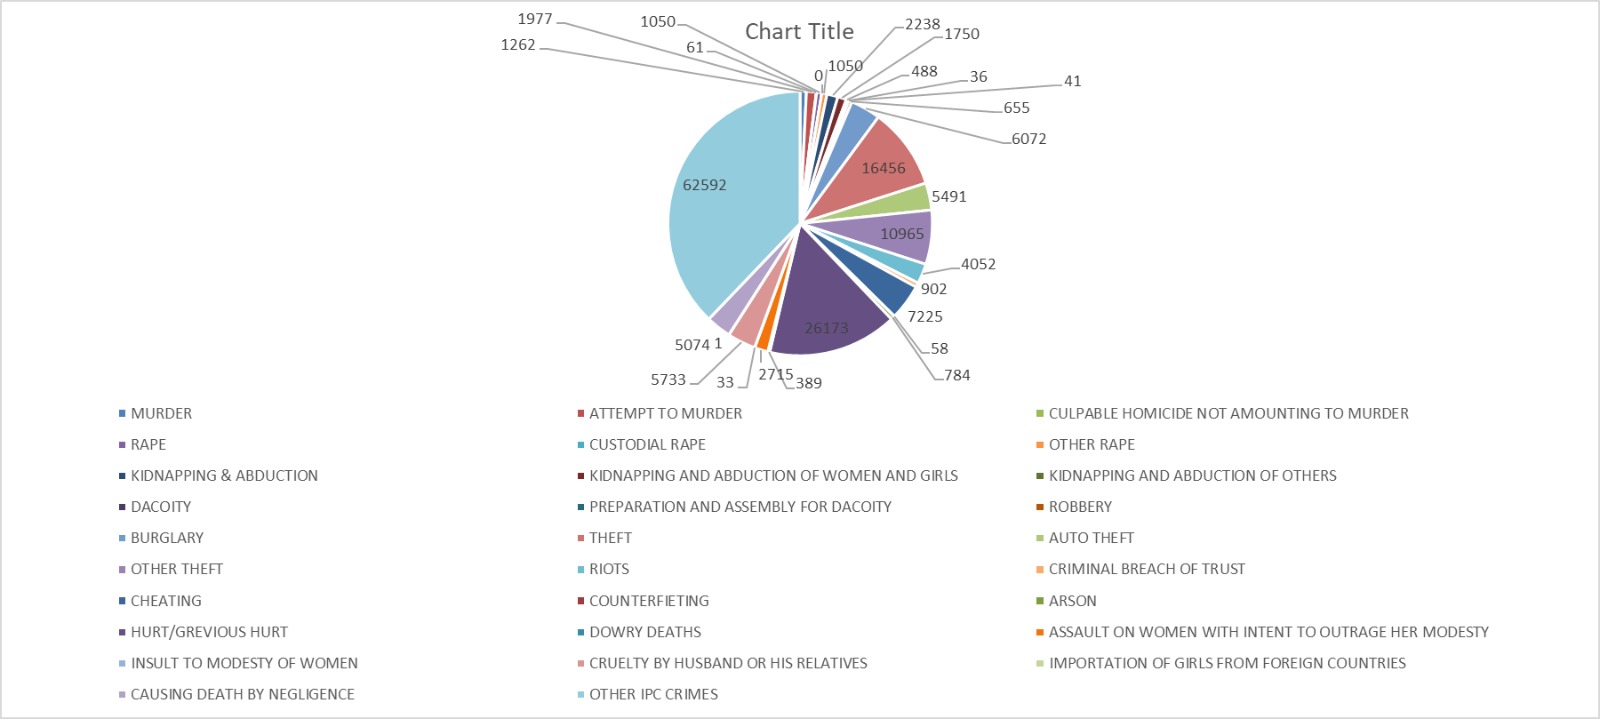 Chart Title
1977
1050
2238
1750
1262
61
0
1050
488
36
41
655
6072
62592
16456
5491
10965
4052
902
7225
58
784
26173
5074
1
5733
33
2715
389
MURDER
ATTEMPT TO MURDER
CULPABLE HOMICIDE NOT AMOUNTING TO MURDER
RAPE
CUSTODIAL RAPE
OTHER RAPE
KIDNAPPING & ABDUCTION
KIDNAPPING AND ABDUCTION OF WOMEN AND GIRLS
KIDNAPPING AND ABDUCTION OF OTHERS
DACOITY
PREPARATION AND ASSEMBLY FOR DACOITY
ROBBERY
BURGLARY
THEFT
AUTO THEFT
OTHER THEFT
RIOTS
CRIMINAL BREACH OF TRUST
CHEATING
COUNTERFIETING
ARSON
HURT/GREVIOUS HURT
DOWRY DEATHS
ASSAULT ON WOMEN WITH INTENT TO OUTRAGE HER MODESTY
INSULT TO MODESTY OF WOMEN
CRUELTY BY HUSBAND OR HIS RELATIVES
IMPORTATION OF GIRLS FROM FOREIGN COUNTRIES
CAUSING DEATH BY NEGLIGENCE
OTHER IPC CRIMES